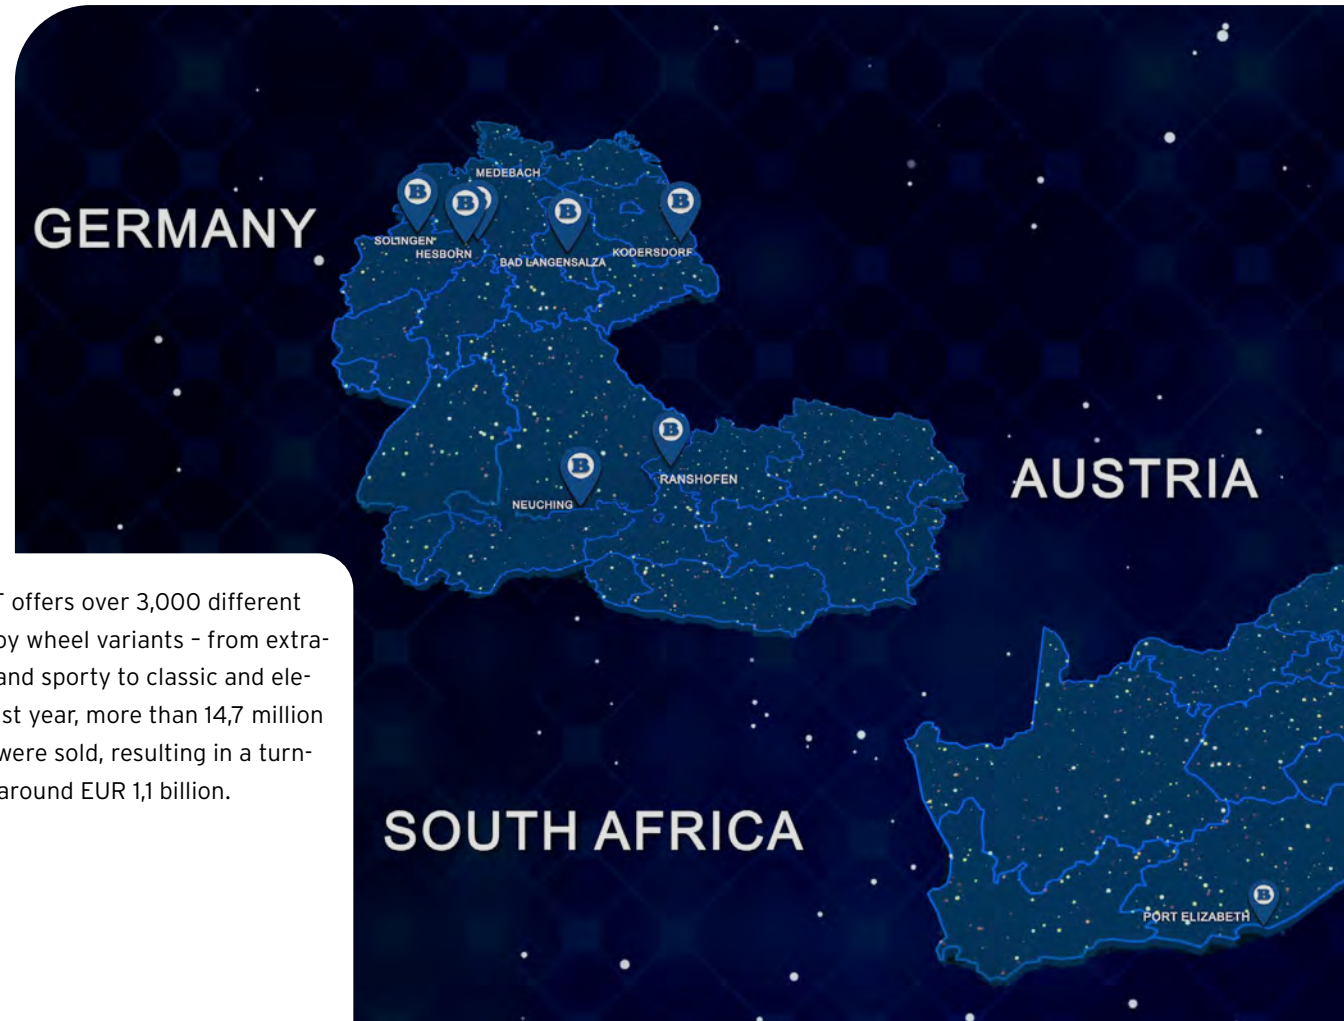 GERMANY
MEDEBACH
B
B
B
B
SOLINGEN
HESBORN
BAD LANGENSALZA
KODERSDORF
B
B
RANSHOFEN
NEUCHING
AUSTRIA
T offers over 3,000 different
by wheel variants – from extra-
and sporty to classic and ele-
st year, more than 14,7 million
were sold, resulting in a turn-
around EUR 1,1 billion.
SOUTH AFRICA
B
PORT ELIZABETH